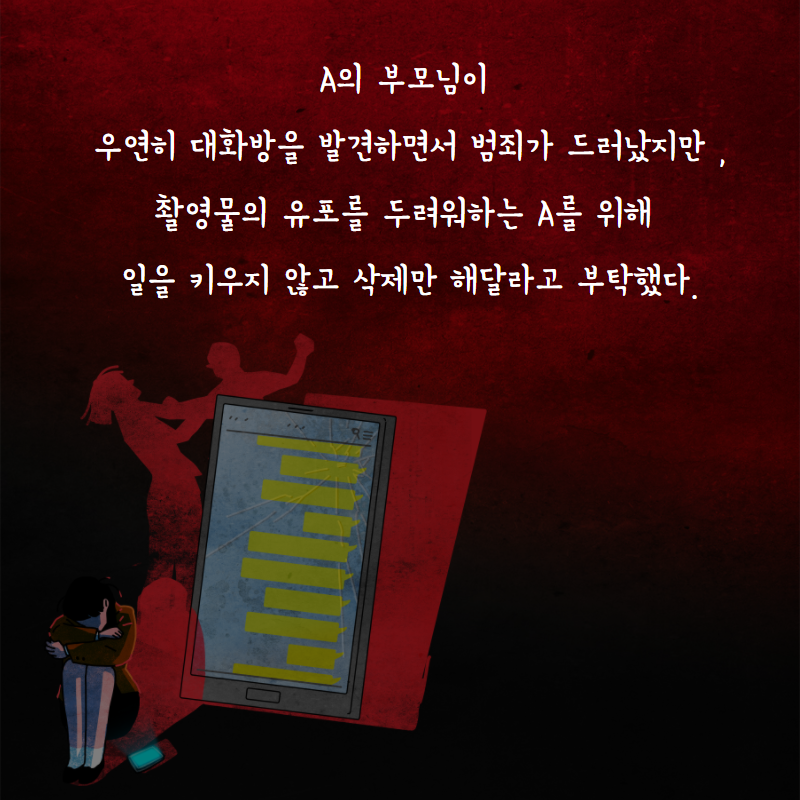 A의 부모님이
우연히 대화방을 발견하면서 범죄가 드러났지만 ,
촬영물의 유포를 두려워하는 A를 위해
일을 키우지 않고 삭제만 해달라고 부탁했다.